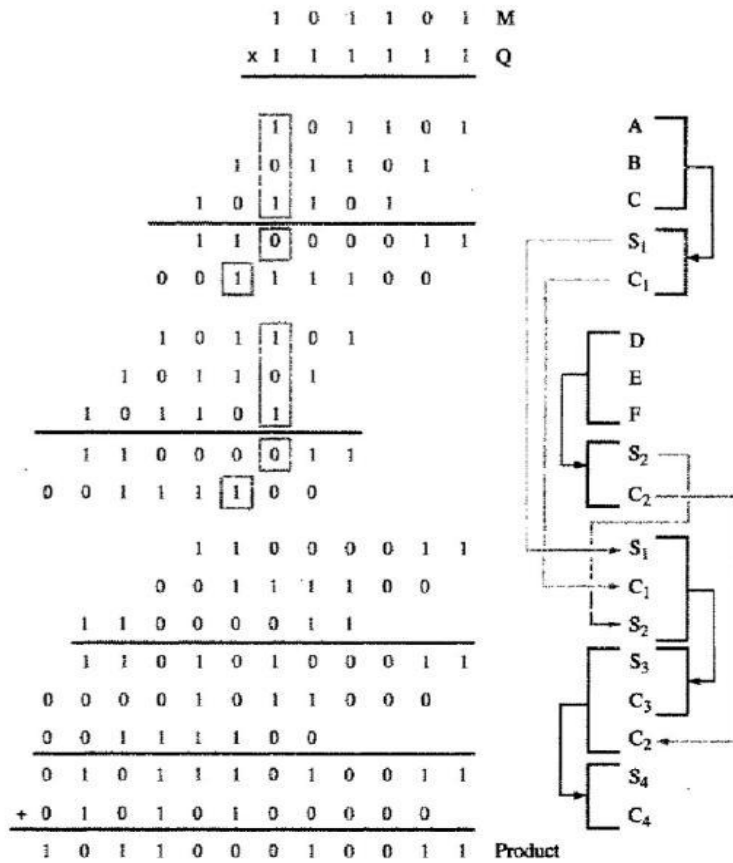 1 0 1 1 0 1 M
x 1 1 1 1 1 1 Q
1 0 1 1 0 1 A
1 0 1 1 0 1 B
1 0 1 1 0 1 C
1 1 0 0 0 0 1 1 S1
0 0 1 1 1 1 0 0 C1
1 0 1 1 0 1 D
1 0 1 1 0 1 E
1 0 1 1 0 1 F
1 1 0 0 0 0 1 1 S2
0 0 1 1 1 1 0 0 C2
1 1 0 0 0 0 1 1 S1
0 0 1 1 1 1 0 0 C1
1 1 0 0 0 0 1 1 S2
1 1 0 1 0 1 0 0 0 1 1 S3
0 0 0 0 1 0 1 1 0 0 0 C3
0 0 1 1 1 1 0 0 C2
0 1 0 1 1 1 0 1 0 0 1 1 S4
+ 0 1 0 1 0 1 0 0 0 0 0 C4
1 0 1 1 0 0 0 1 0 0 1 1 Product